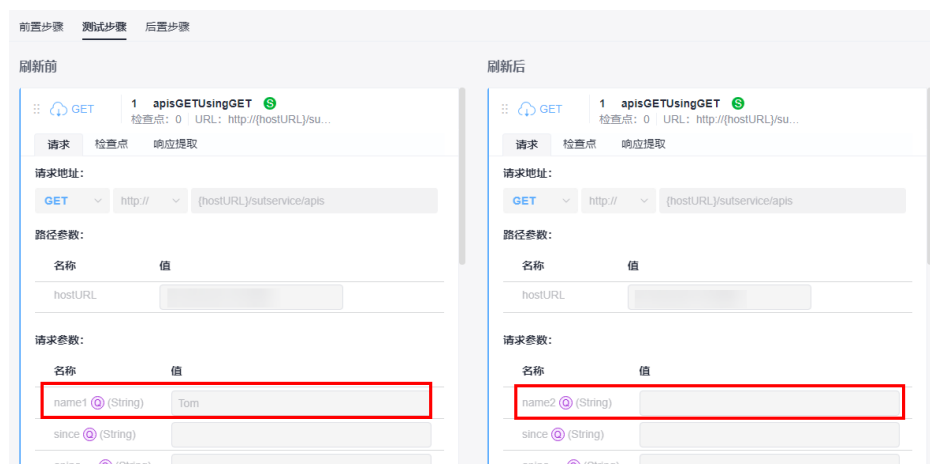 前置步骤 测试步骤 后置步骤
刷新前
GET 1 apisGETUsingGET S
检查点：0 URL：http://{hostURL}/su...
请求 检查点 响应提取
请求地址：
GET http:// {hostURL}/sutservice/apis
路径参数：
名称 值
hostURL
请求参数：
名称 值
name1 Q (String) Tom
since Q (String)
刷新后
GET 1 apisGETUsingGET S
检查点：0 URL：http://{hostURL}/su...
请求 检查点 响应提取
请求地址：
GET http:// {hostURL}/sutservice/apis
路径参数：
名称 值
hostURL
请求参数：
名称 值
name2 Q (String)
since Q (String)